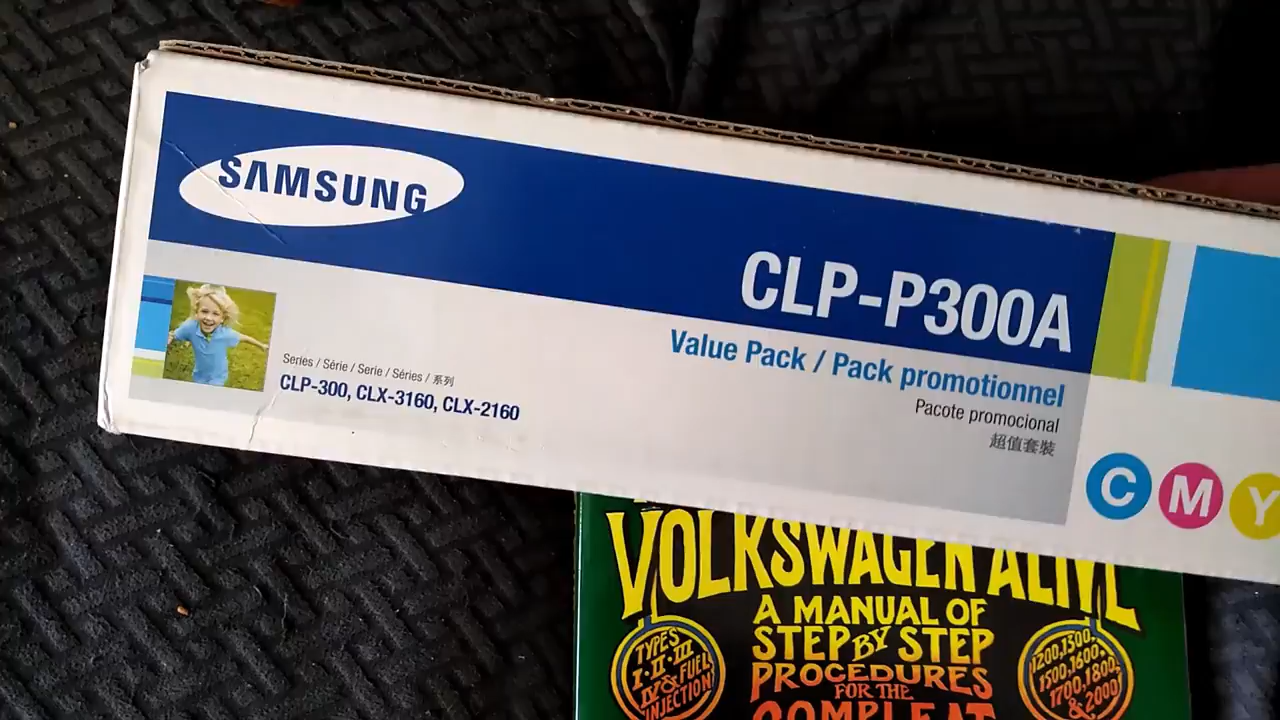 SAMSUNG
CLP-P300A
Value Pack / Pack promotionnel
Pacote promocional
超值套裝
Series / Série / Serie / Séries / 系列
CLP-300, CLX-3160, CLX-2160
C M Y
VOLKSWAGEN ALIVE
A MANUAL OF
STEP BY STEP
PROCEDURES
FOR THE
COMPLEAT
TYPES
I·II·III
IV & FUEL
INJECTION
1200,1300,
1500,1600,
1700,1800,
& 2000